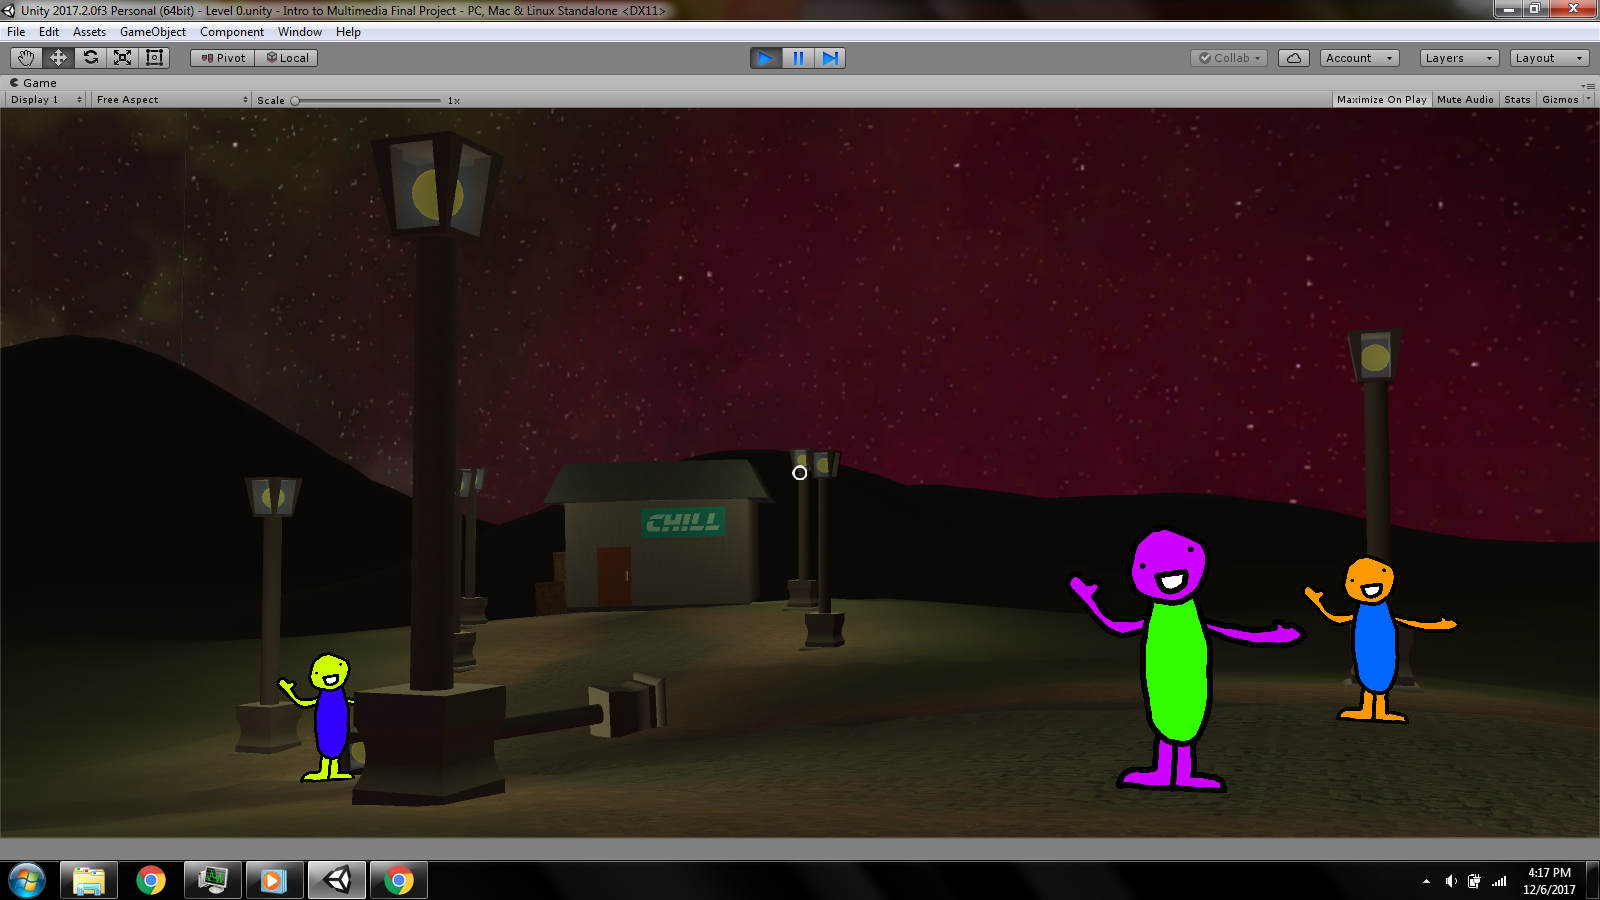 Unity 2017.2.0f3 Personal (64bit) - Level 0.unity - Intro to Multimedia Final Project - PC, Mac & Linux Standalone <DX11>
File Edit Assets GameObject Component Window Help
Pivot Local Collab Account Layers Layout
Game
Display 1 Free Aspect Scale 1x Maximize On Play Mute Audio Stats Gizmos
CHILL
4:17 PM
12/6/2017